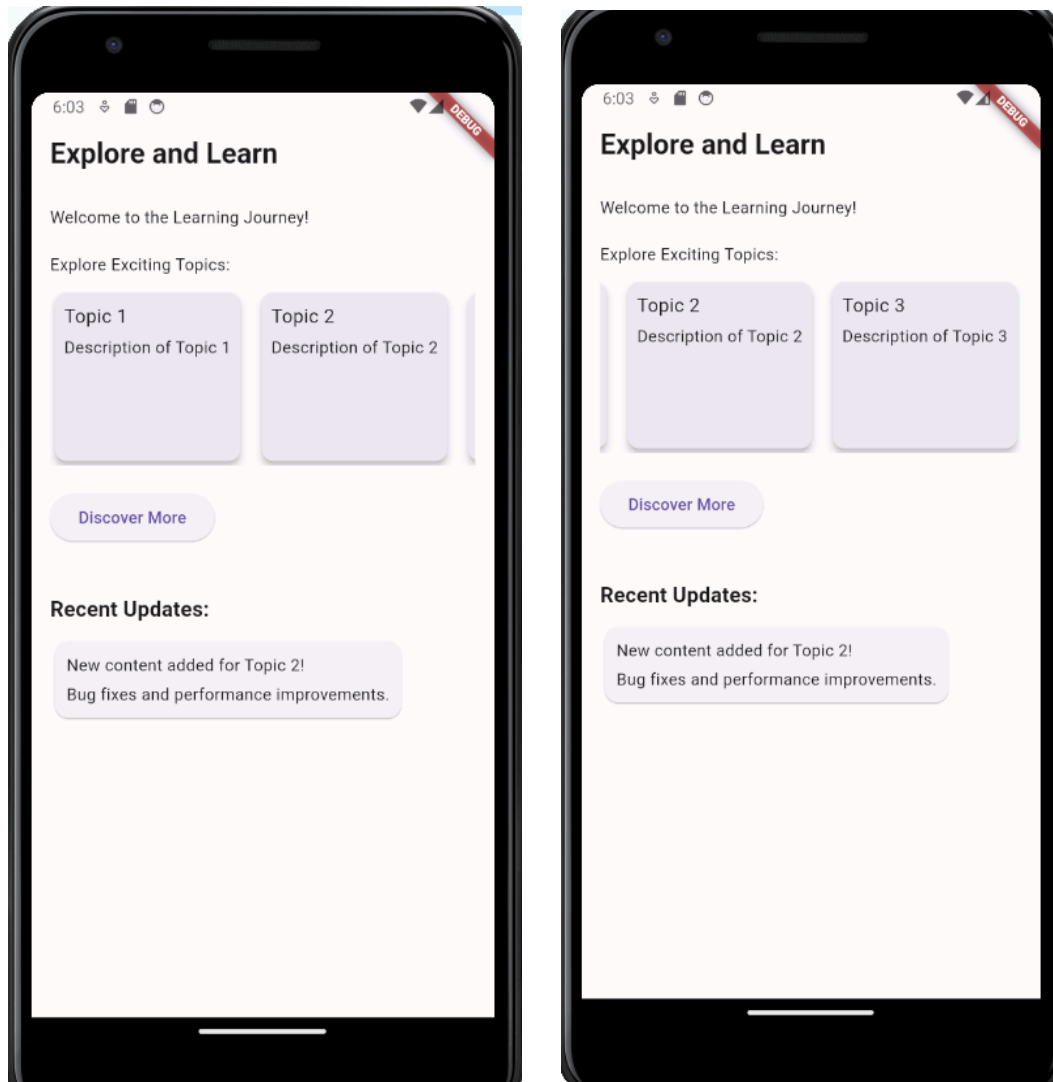 6:03
DEBUG
Explore and Learn
Welcome to the Learning Journey!
Explore Exciting Topics:
Topic 1
Description of Topic 1
Topic 2
Description of Topic 2
Discover More
Recent Updates:
New content added for Topic 2!
Bug fixes and performance improvements.
6:03
DEBUG
Explore and Learn
Welcome to the Learning Journey!
Explore Exciting Topics:
Topic 2
Description of Topic 2
Topic 3
Description of Topic 3
Discover More
Recent Updates:
New content added for Topic 2!
Bug fixes and performance improvements.